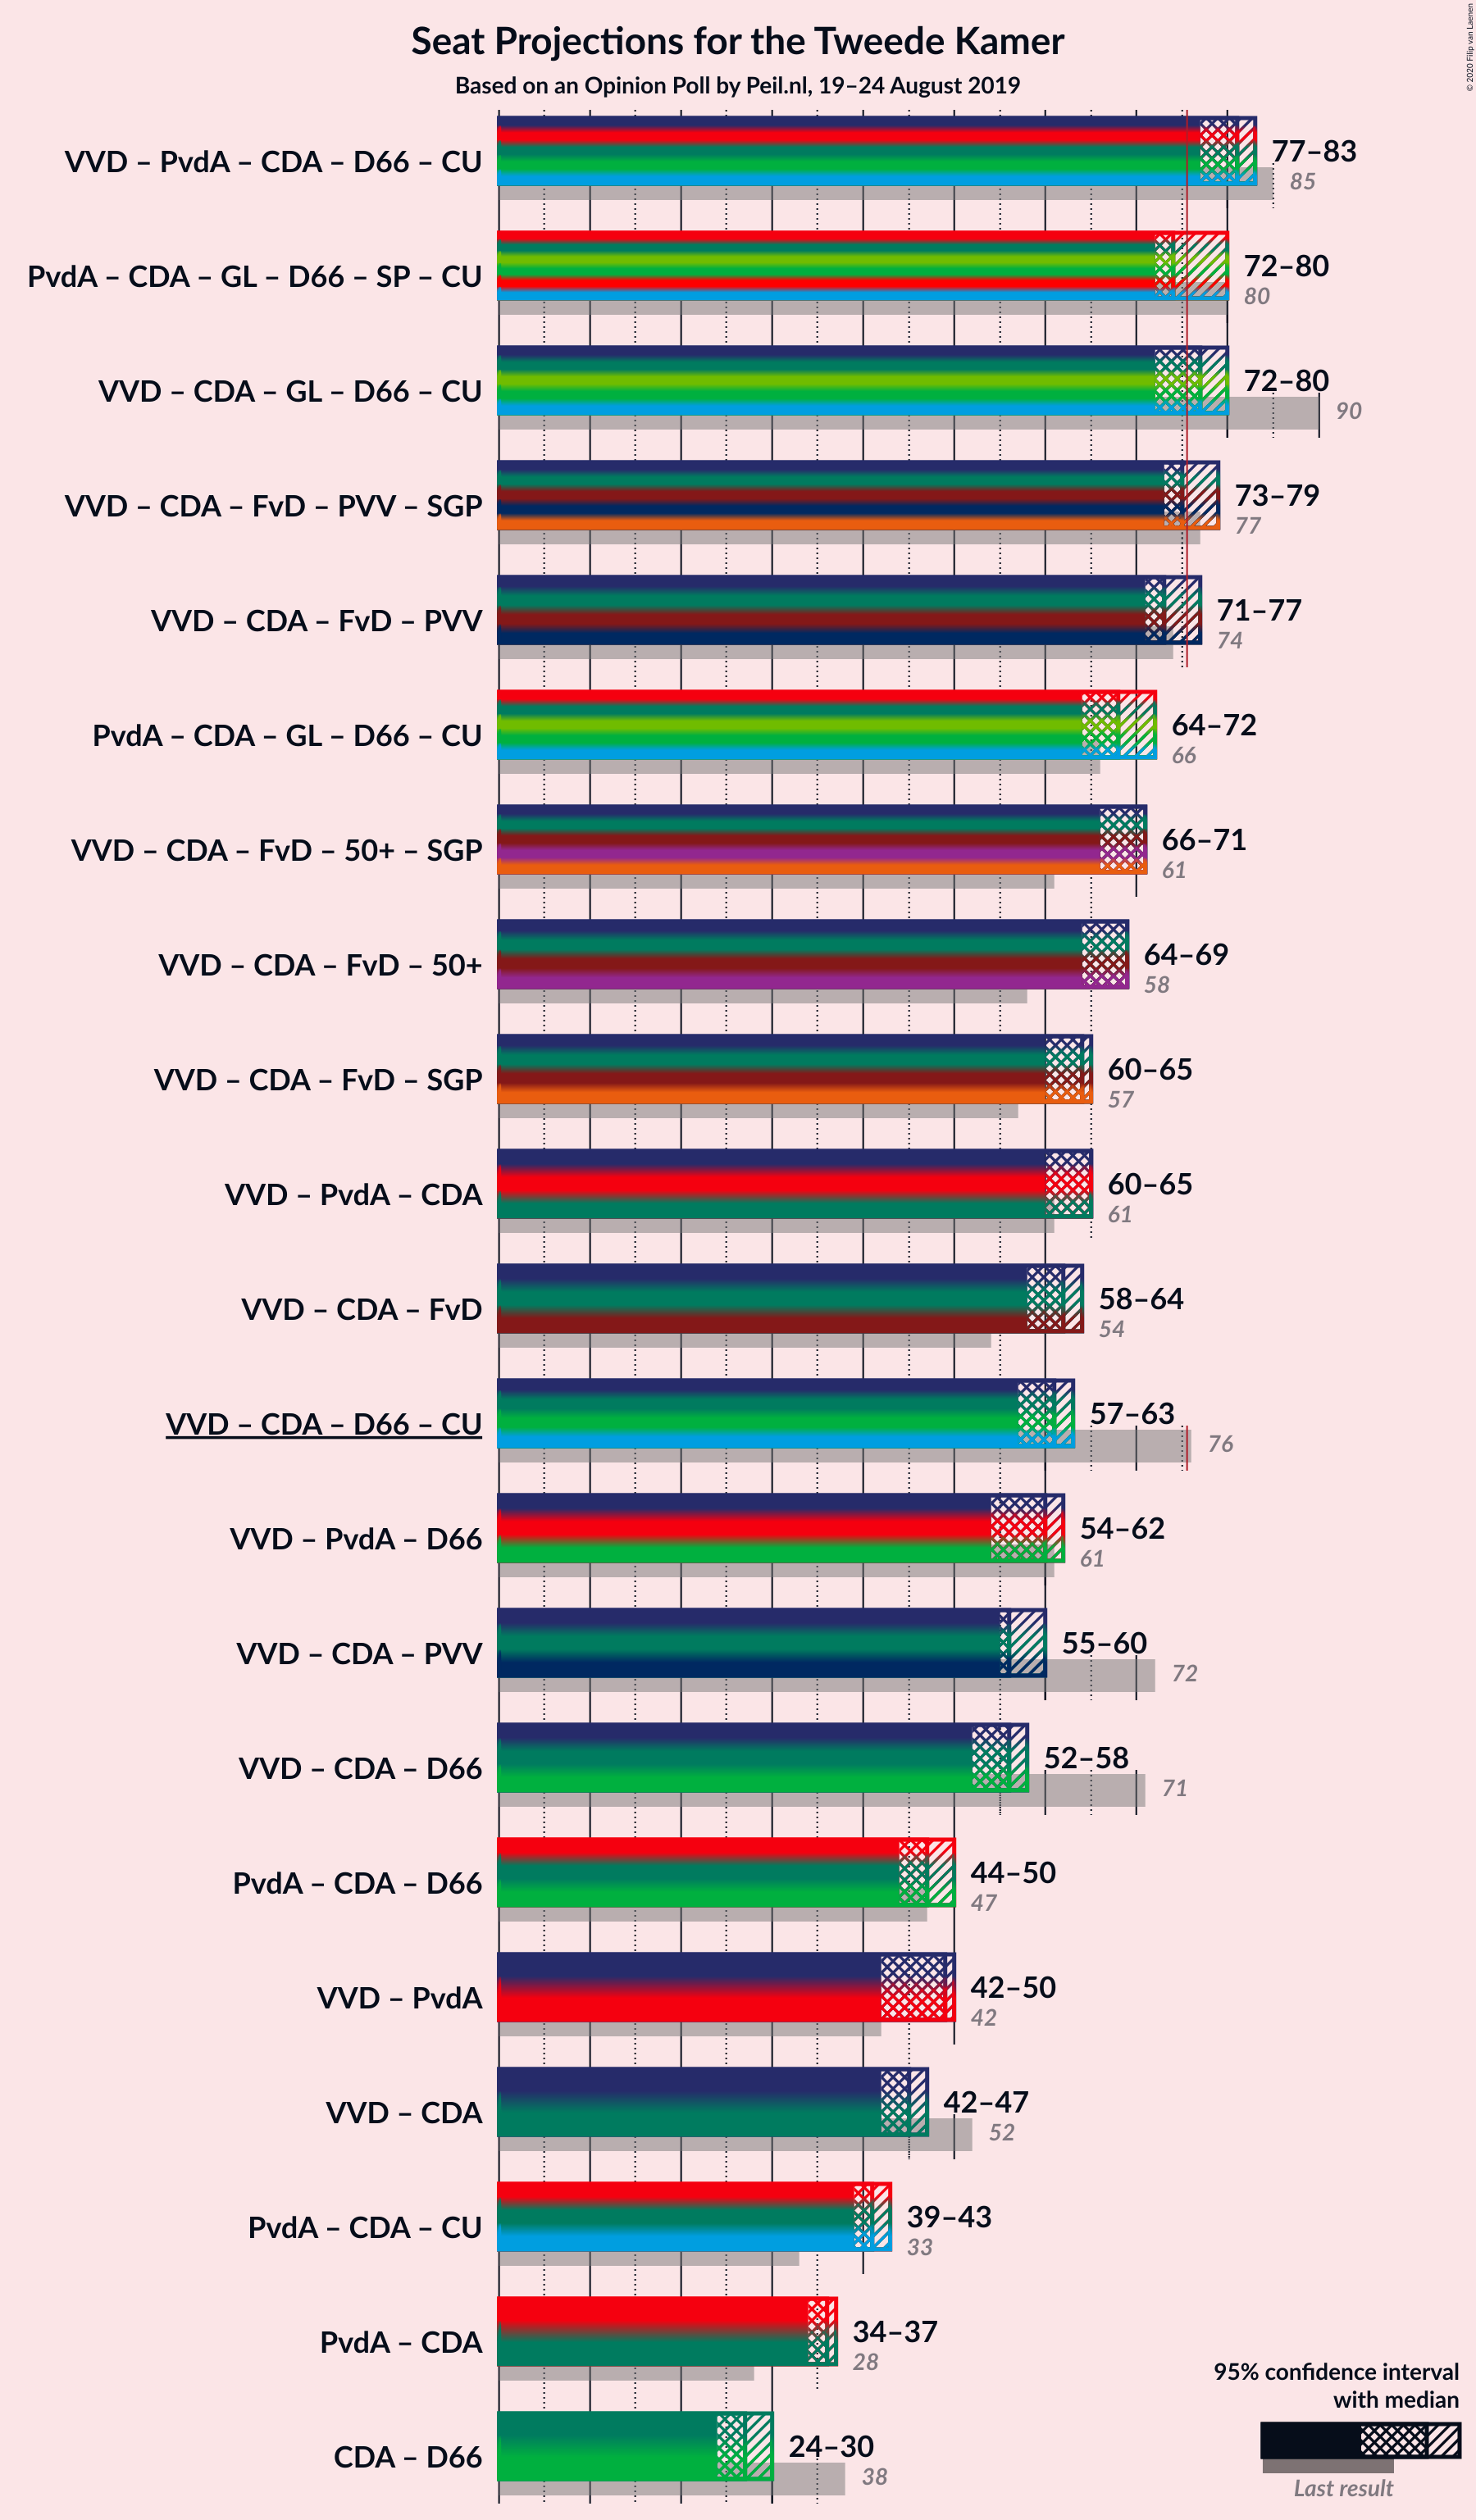 Seat Projections for the Tweede Kamer
Based on an Opinion Poll by Peil.nl, 19–24 August 2019
© 2020 Filip van Laenen
VVD – PvdA – CDA – D66 – CU
77–83
85
PvdA – CDA – GL – D66 – SP – CU
72–80
80
VVD – CDA – GL – D66 – CU
72–80
90
VVD – CDA – FvD – PVV – SGP
73–79
77
VVD – CDA – FvD – PVV
71–77
74
PvdA – CDA – GL – D66 – CU
64–72
66
VVD – CDA – FvD – 50+ – SGP
66–71
61
VVD – CDA – FvD – 50+
64–69
58
VVD – CDA – FvD – SGP
60–65
57
VVD – PvdA – CDA
60–65
61
VVD – CDA – FvD
58–64
54
VVD – CDA – D66 – CU
57–63
76
VVD – PvdA – D66
54–62
61
VVD – CDA – PVV
55–60
72
VVD – CDA – D66
52–58
71
PvdA – CDA – D66
44–50
47
VVD – PvdA
42–50
42
VVD – CDA
42–47
52
PvdA – CDA – CU
39–43
33
PvdA – CDA
34–37
28
CDA – D66
24–30
38
95% confidence interval
with median
Last result